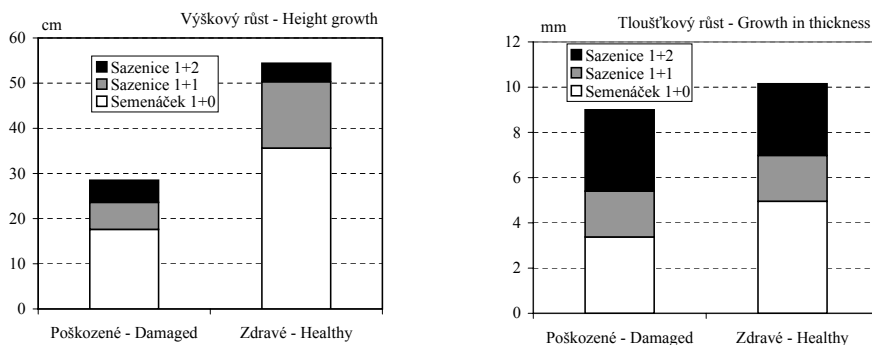 cm
Výškový růst - Height growth
60
50
40
30
20
10
0
Sazenice 1+2
Sazenice 1+1
Semenáček 1+0
Poškozené - Damaged
Zdravé - Healthy
mm
Tloušťkový růst - Growth in thickness
12
10
8
6
4
2
0
Sazenice 1+2
Sazenice 1+1
Semenáček 1+0
Poškozené - Damaged
Zdravé - Healthy